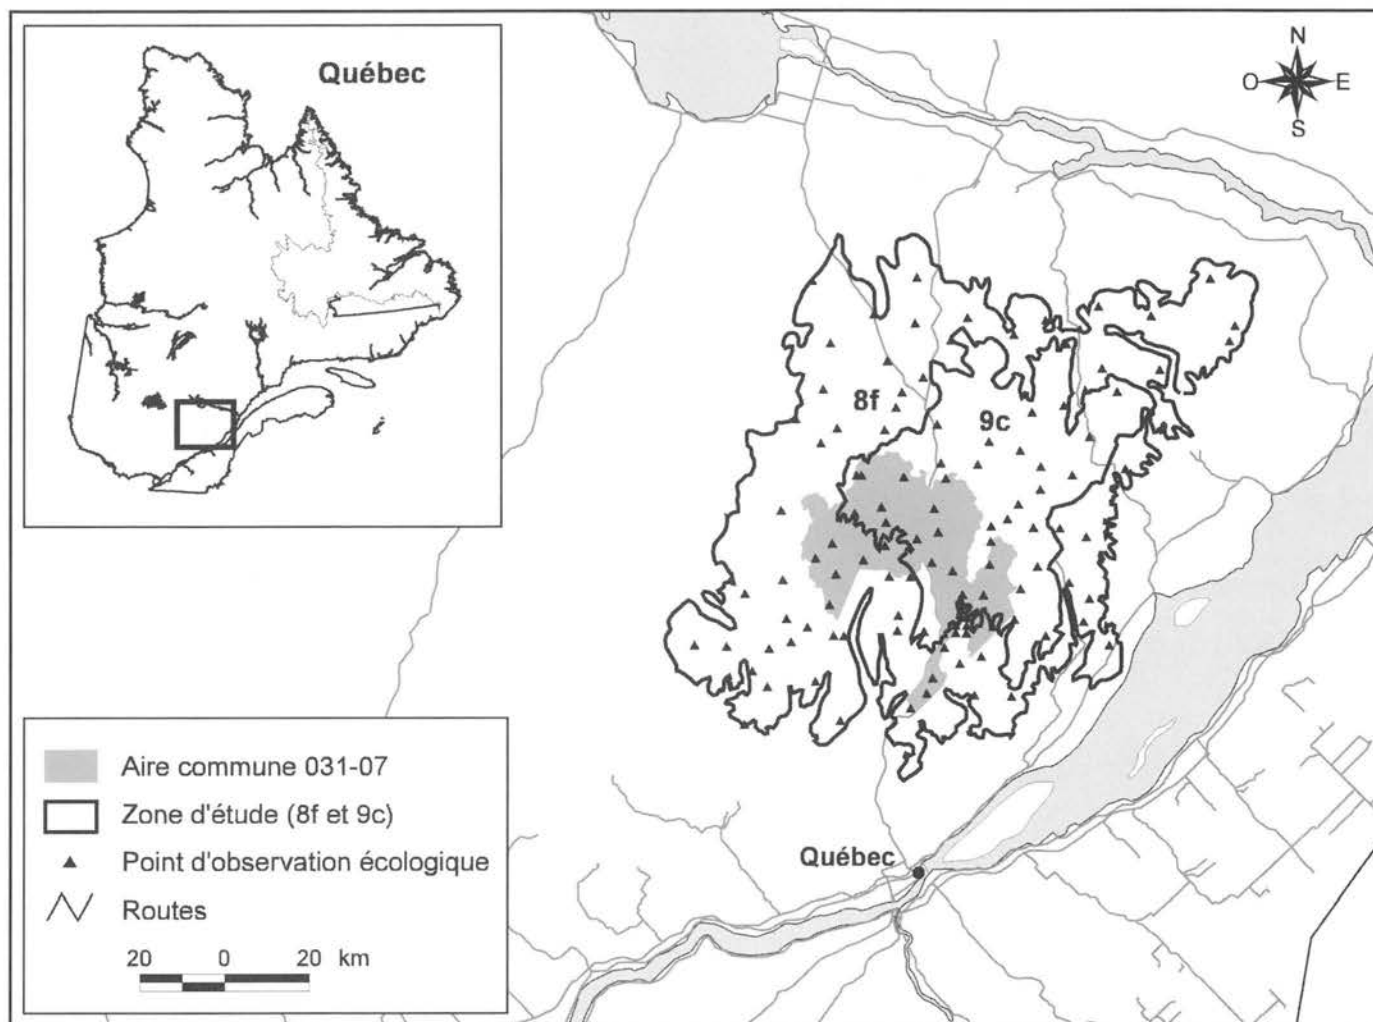 Québec
N
O
E
S
8f
9c
Québec
Aire commune 031-07
Zone d'étude (8f et 9c)
Point d'observation écologique
Routes
20 0 20 km